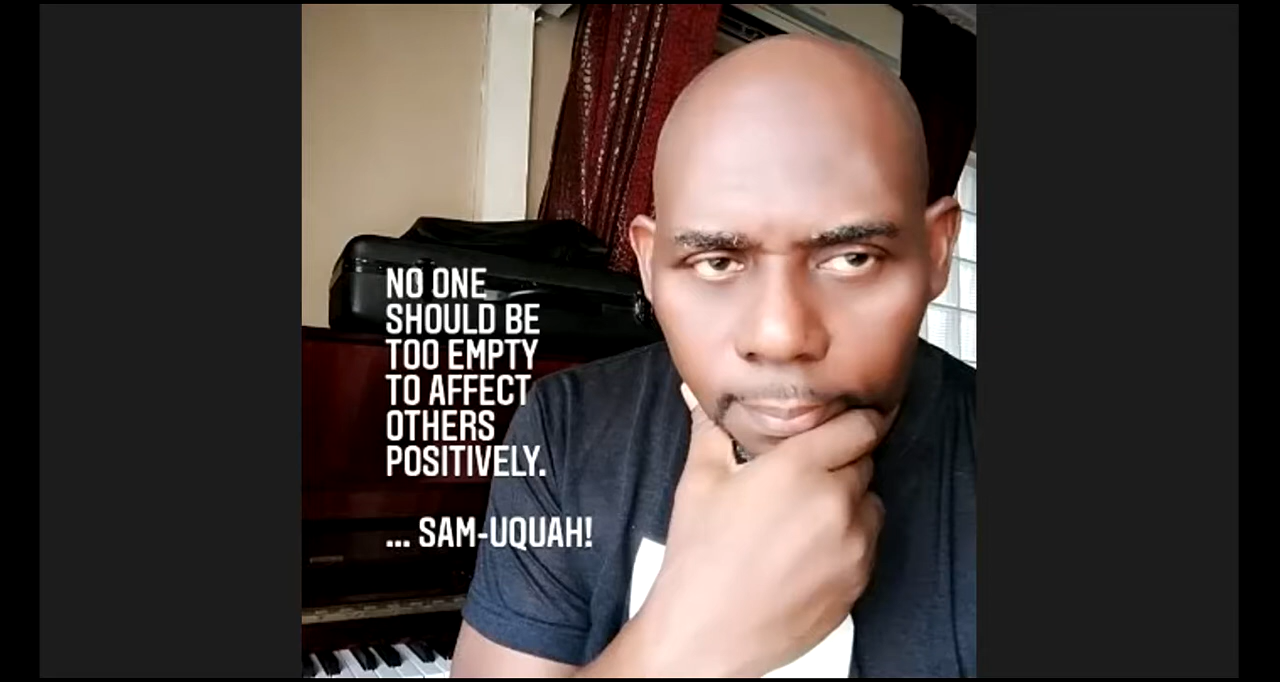 NO ONE
SHOULD BE
TOO EMPTY
TO AFFECT
OTHERS
POSITIVELY.
... SAM-UQUAH!